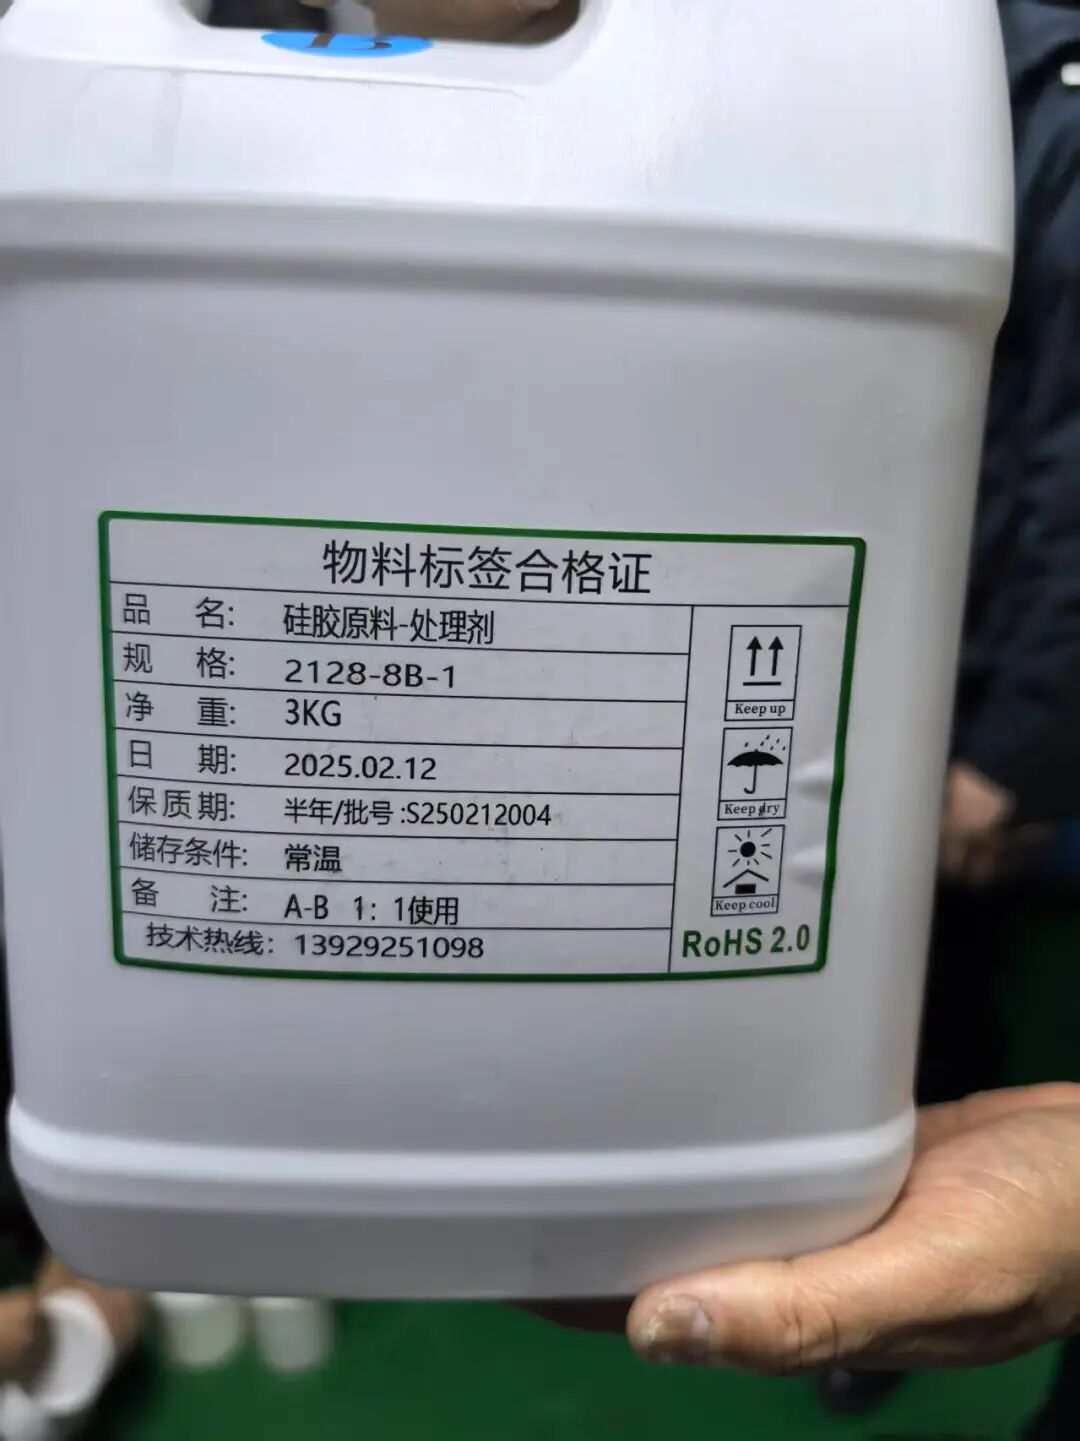 B
物料标签合格证
品 名: 硅胶原料-处理剂
规 格: 2128-8B-1
净 重: 3KG
日 期: 2025.02.12
保质期: 半年/批号:S250212004
储存条件: 常温
备 注: A-B 1: 1使用
技术热线: 13929251098
Keep up
Keep dry
Keep cool
RoHS 2.0